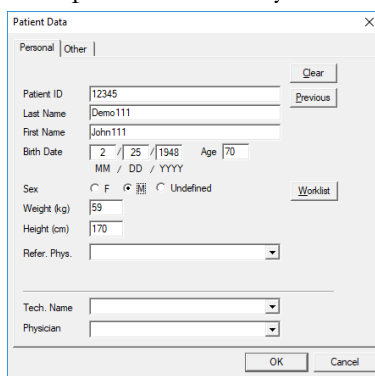 Patient Data
Personal Other
Clear
Patient ID 12345 Previous
Last Name Demo111
First Name John111
Birth Date 2 / 25 / 1948 Age 70
MM / DD / YYYY
Sex F M Undefined Worklist
Weight (kg) 59
Height (cm) 170
Refer. Phys.
Tech. Name
Physician
OK Cancel